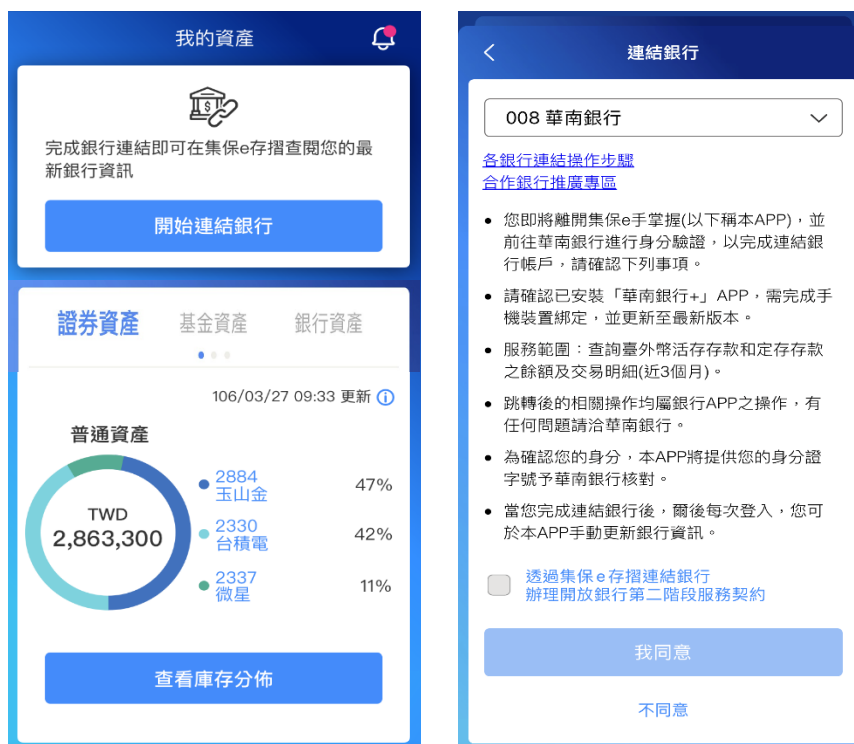 我的資產
完成銀行連結即可在集保e存摺查閱您的最
新銀行資訊
開始連結銀行
證券資產
基金資產
銀行資產
106/03/27 09:33 更新
普通資產
TWD
2,863,300
2884
玉山金
47%
2330
台積電
42%
2337
微星
11%
查看庫存分佈
連結銀行
008 華南銀行
各銀行連結操作步驟
合作銀行推廣專區
• 您即將離開集保e手掌握(以下稱本APP)，並
前往華南銀行進行身分驗證，以完成連結銀
行帳戶，請確認下列事項。
• 請確認已安裝「華南銀行+」APP，需完成手
機裝置綁定，並更新至最新版本。
• 服務範圍：查詢臺外幣活存存款和定存存款
之餘額及交易明細(近3個月)。
• 跳轉後的相關操作均屬銀行APP之操作，有
任何問題請洽華南銀行。
• 為確認您的身分，本APP將提供您的身分證
字號予華南銀行核對。
• 當您完成連結銀行後，爾後每次登入，您可
於本APP手動更新銀行資訊。
透過集保e存摺連結銀行
辦理開放銀行第二階段服務契約
我同意
不同意